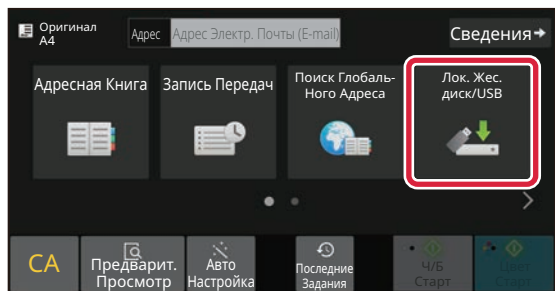 Оригинал
A4
Адрес
Адрес Электр. Почты (E-mail)
Сведения
Адресная Книга
Запись Передач
Поиск Глобаль-
Ного Адреса
Лок. Жес.
диск/USB
CA
Предварит.
Просмотр
Авто
Настройка
Последние
Задания
Ч/Б
Старт
Цвет
Старт